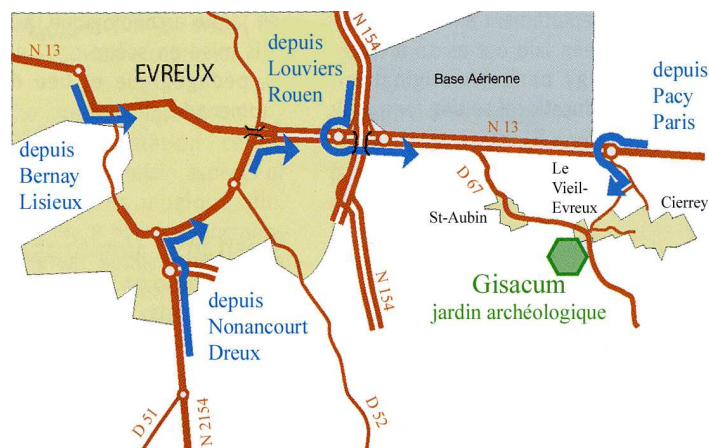 N 13
EVREUX
depuis
Louviers
Rouen
N 154
Base Aérienne
depuis
Pacy
Paris
N 13
depuis
Bernay
Lisieux
D 67
Le
Vieil-
Evreux
Cierrey
St-Aubin
Gisacum
jardin archéologique
N 154
depuis
Nonancourt
Dreux
D 51
N 2154
D 52